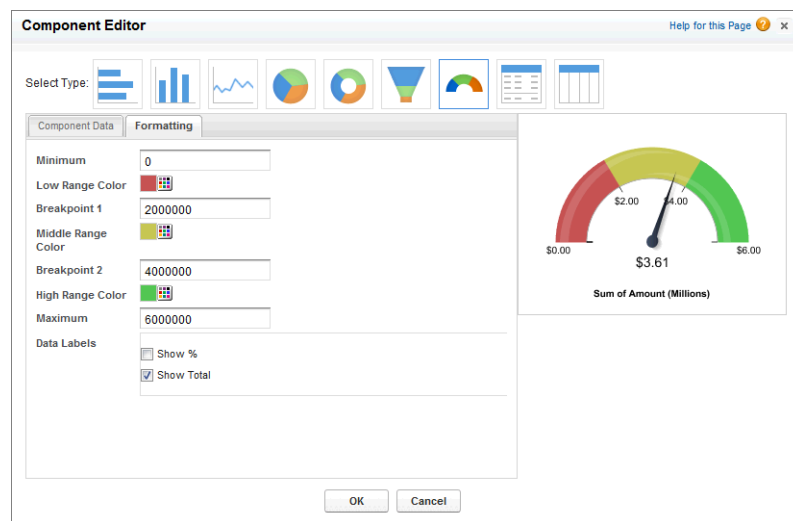 Component Editor
Help for this Page ?
Select Type:
Component Data
Formatting
Minimum
0
Low Range Color
Breakpoint 1
2000000
Middle Range
Color
Breakpoint 2
4000000
High Range Color
Maximum
6000000
Data Labels
Show %
Show Total
$2.00
$4.00
$0.00
$6.00
$3.61
Sum of Amount (Millions)
OK
Cancel